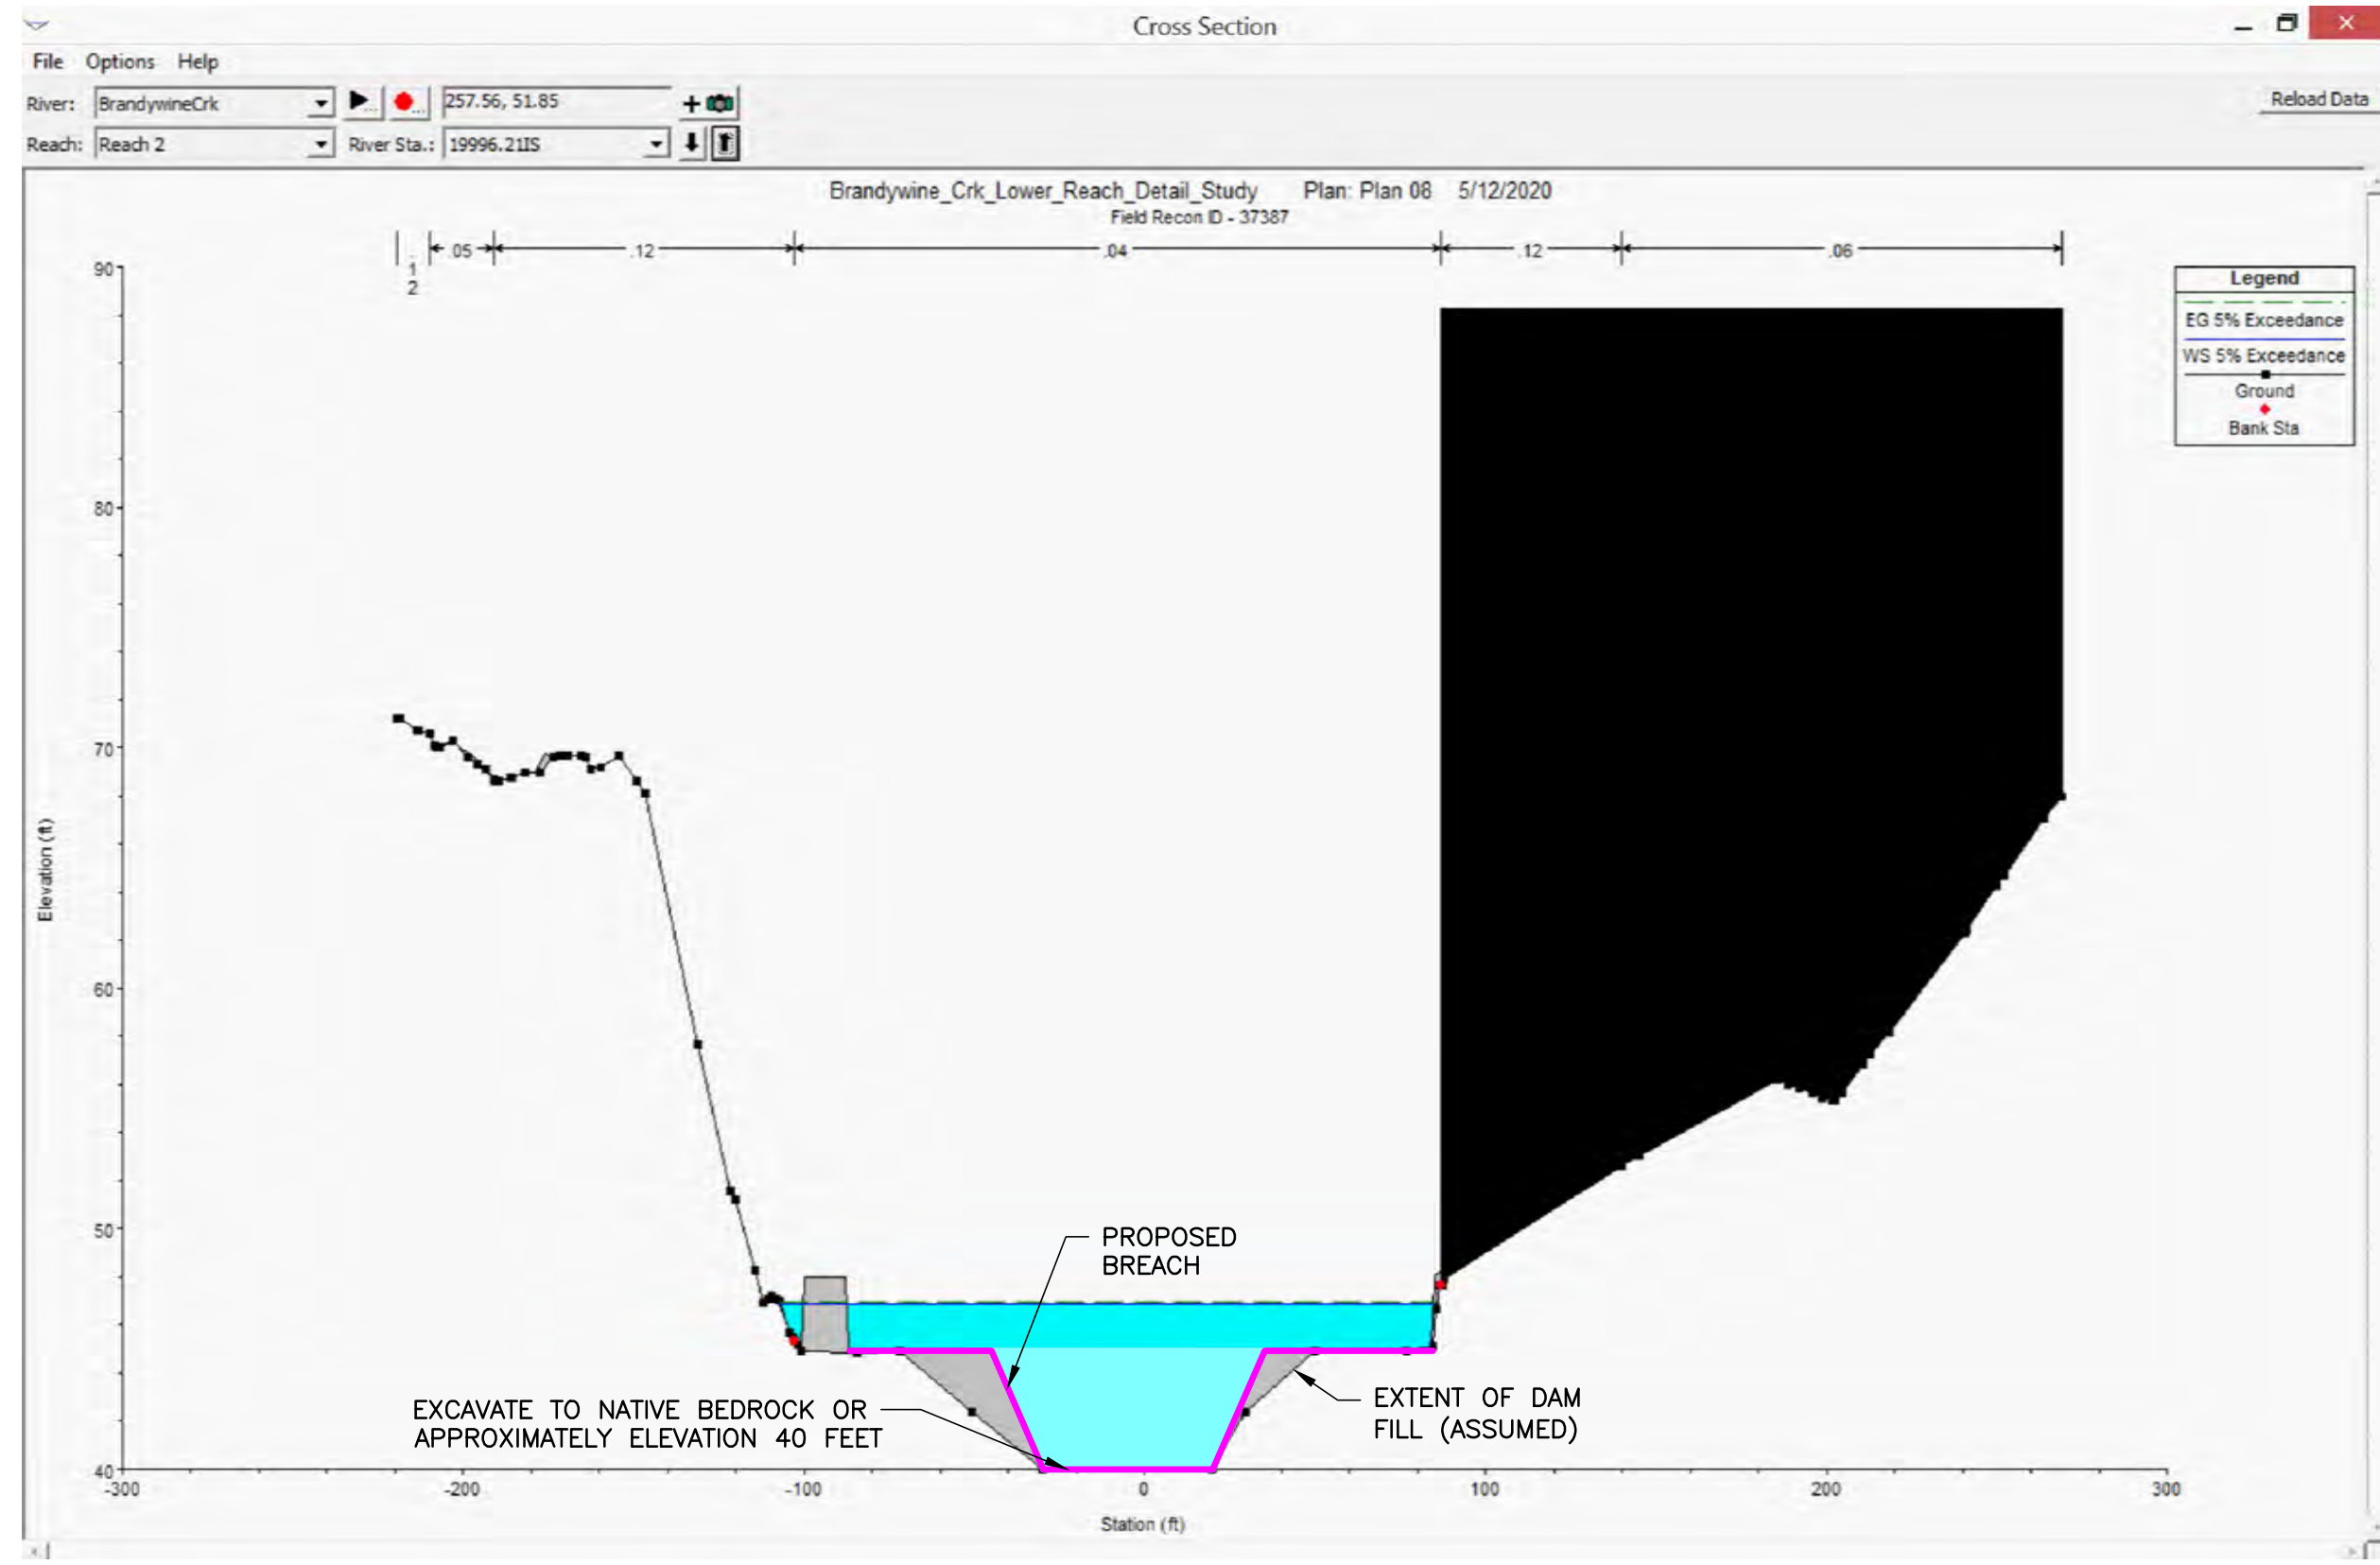 Cross Section
File Options Help
River: BrandywineCrk 257.56, 51.85 Reload Data
Reach: Reach 2 River Sta.: 19996.21IS
Brandywine_Crk_Lower_Reach_Detail_Study Plan: Plan 08 5/12/2020
Field Recon ID - 37387
.05 .12 .04 .12 .06
1
2
Legend
EG 5% Exceedance
WS 5% Exceedance
Ground
Bank Sta
90
80
70
60
50
40
Elevation (ft)
PROPOSED
BREACH
EXCAVATE TO NATIVE BEDROCK OR
APPROXIMATELY ELEVATION 40 FEET
EXTENT OF DAM
FILL (ASSUMED)
-300 -200 -100 0 100 200 300
Station (ft)